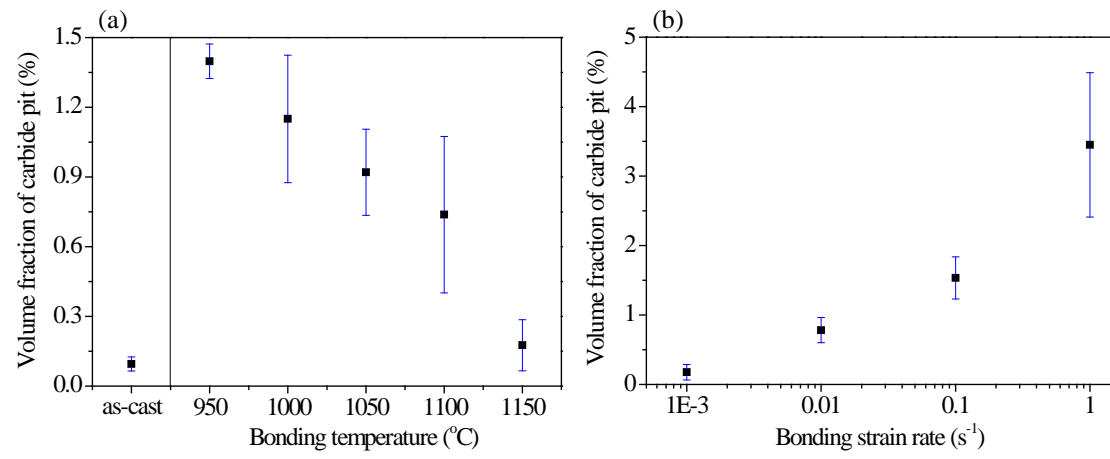 (a)
Volume fraction of carbide pit (%)
1.5
1.2
0.9
0.6
0.3
0.0
as-cast 950 1000 1050 1100 1150
Bonding temperature (°C)
(b)
Volume fraction of carbide pit (%)
5
4
3
2
1
0
1E-3 0.01 0.1 1
Bonding strain rate (s⁻¹)